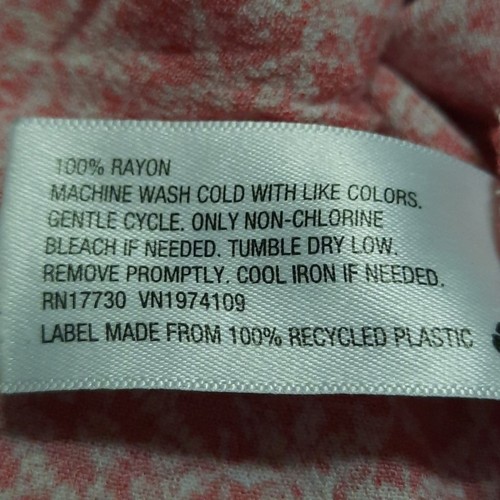 100% RAYON
MACHINE WASH COLD WITH LIKE COLORS.
GENTLE CYCLE. ONLY NON-CHLORINE
BLEACH IF NEEDED. TUMBLE DRY LOW.
REMOVE PROMPTLY. COOL IRON IF NEEDED.
RN17730 VN1974109
LABEL MADE FROM 100% RECYCLED PLASTIC